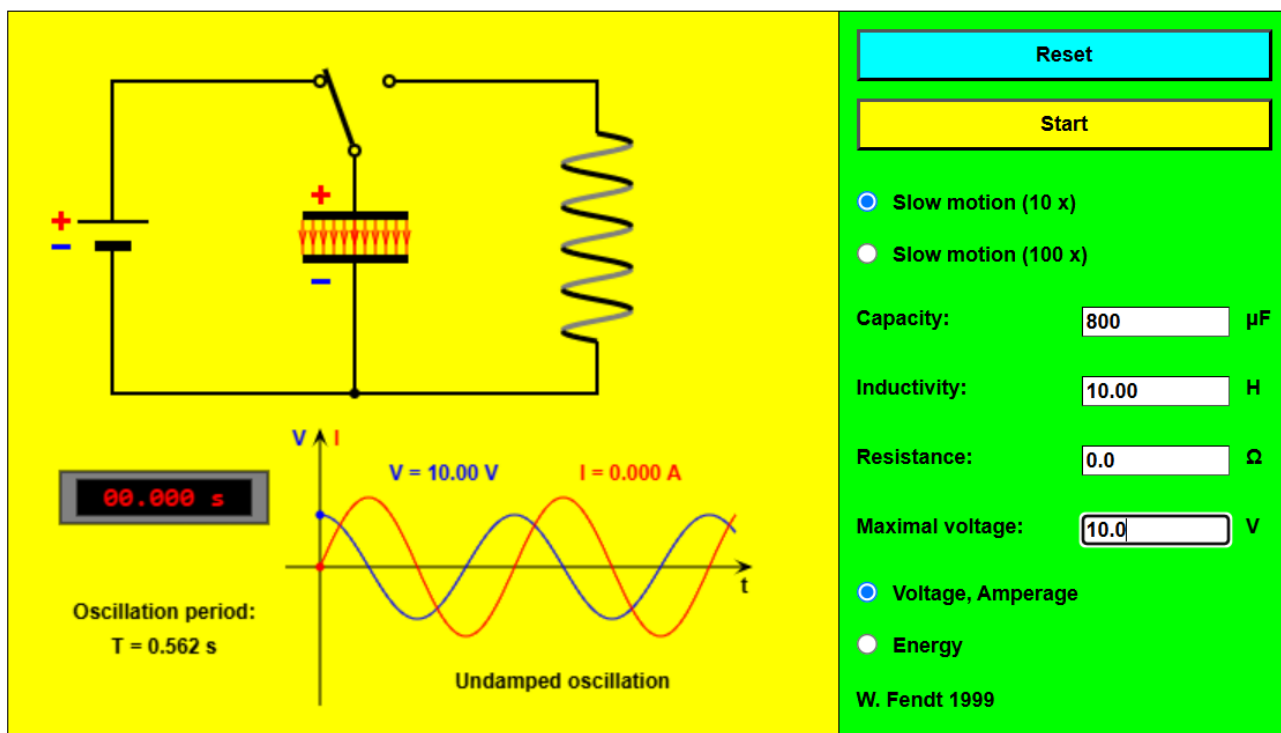 +
+
−
−
V I
V = 10.00 V
I = 0.000 A
00.000 s
t
Oscillation period:
T = 0.562 s
Undamped oscillation
Reset
Start
Slow motion (10 x)
Slow motion (100 x)
Capacity: 800 µF
Inductivity: 10.00 H
Resistance: 0.0 Ω
Maximal voltage: 10.0 V
Voltage, Amperage
Energy
W. Fendt 1999